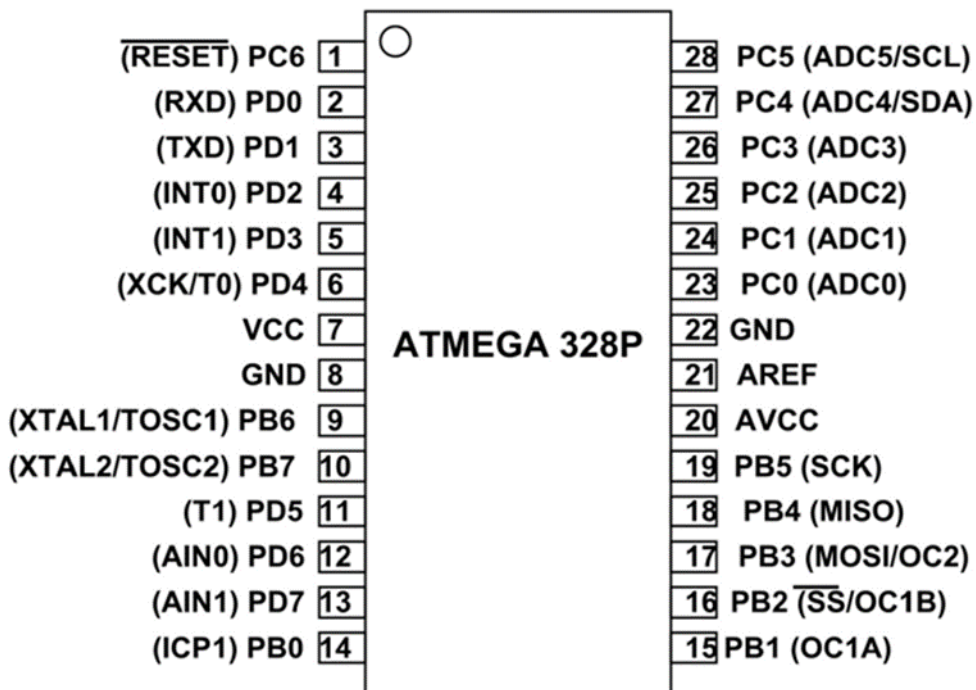 (RESET) PC6 1
(RXD) PD0 2
(TXD) PD1 3
(INT0) PD2 4
(INT1) PD3 5
(XCK/T0) PD4 6
VCC 7
GND 8
(XTAL1/TOSC1) PB6 9
(XTAL2/TOSC2) PB7 10
(T1) PD5 11
(AIN0) PD6 12
(AIN1) PD7 13
(ICP1) PB0 14
ATMEGA 328P
28 PC5 (ADC5/SCL)
27 PC4 (ADC4/SDA)
26 PC3 (ADC3)
25 PC2 (ADC2)
24 PC1 (ADC1)
23 PC0 (ADC0)
22 GND
21 AREF
20 AVCC
19 PB5 (SCK)
18 PB4 (MISO)
17 PB3 (MOSI/OC2)
16 PB2 (SS/OC1B)
15 PB1 (OC1A)